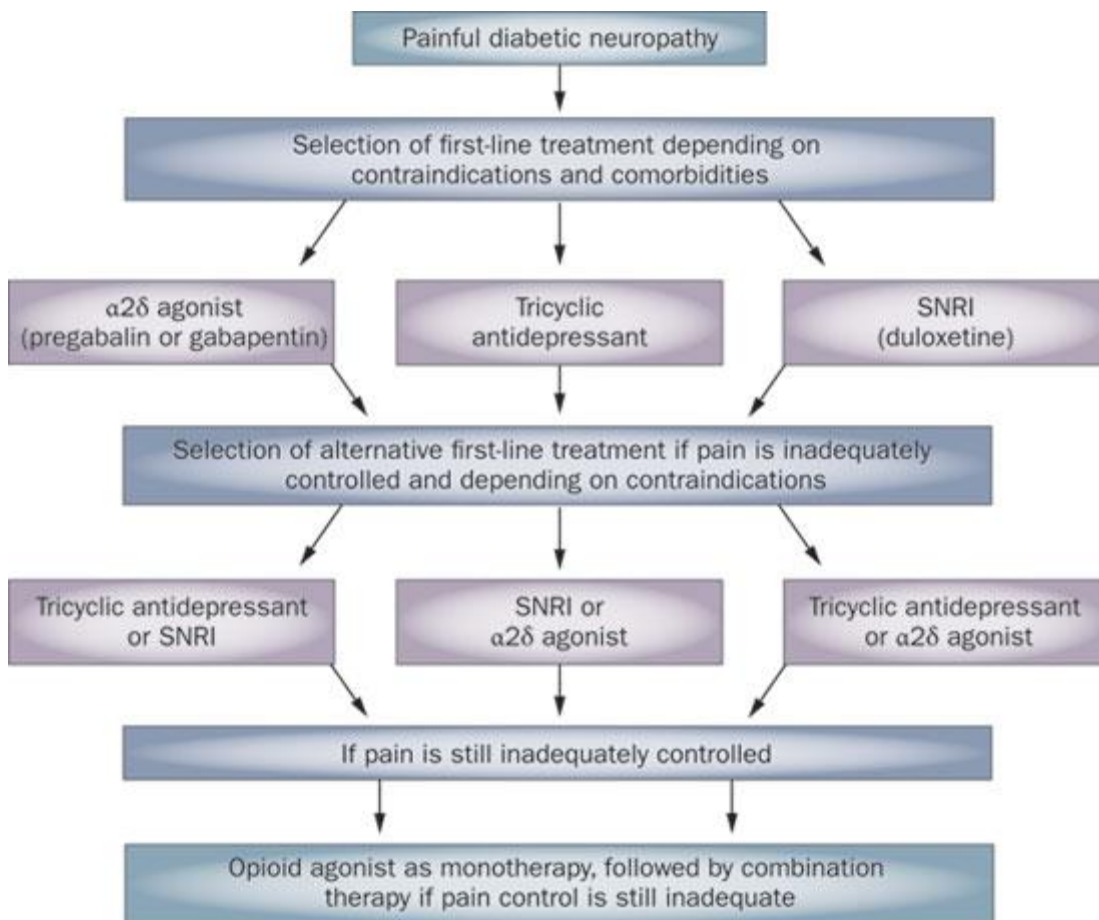 Painful diabetic neuropathy
Selection of first-line treatment depending on
contraindications and comorbidities
α2δ agonist
(pregabalin or gabapentin)
Tricyclic
antidepressant
SNRI
(duloxetine)
Selection of alternative first-line treatment if pain is inadequately
controlled and depending on contraindications
Tricyclic antidepressant
or SNRI
SNRI or
α2δ agonist
Tricyclic antidepressant
or α2δ agonist
If pain is still inadequately controlled
Opioid agonist as monotherapy, followed by combination
therapy if pain control is still inadequate